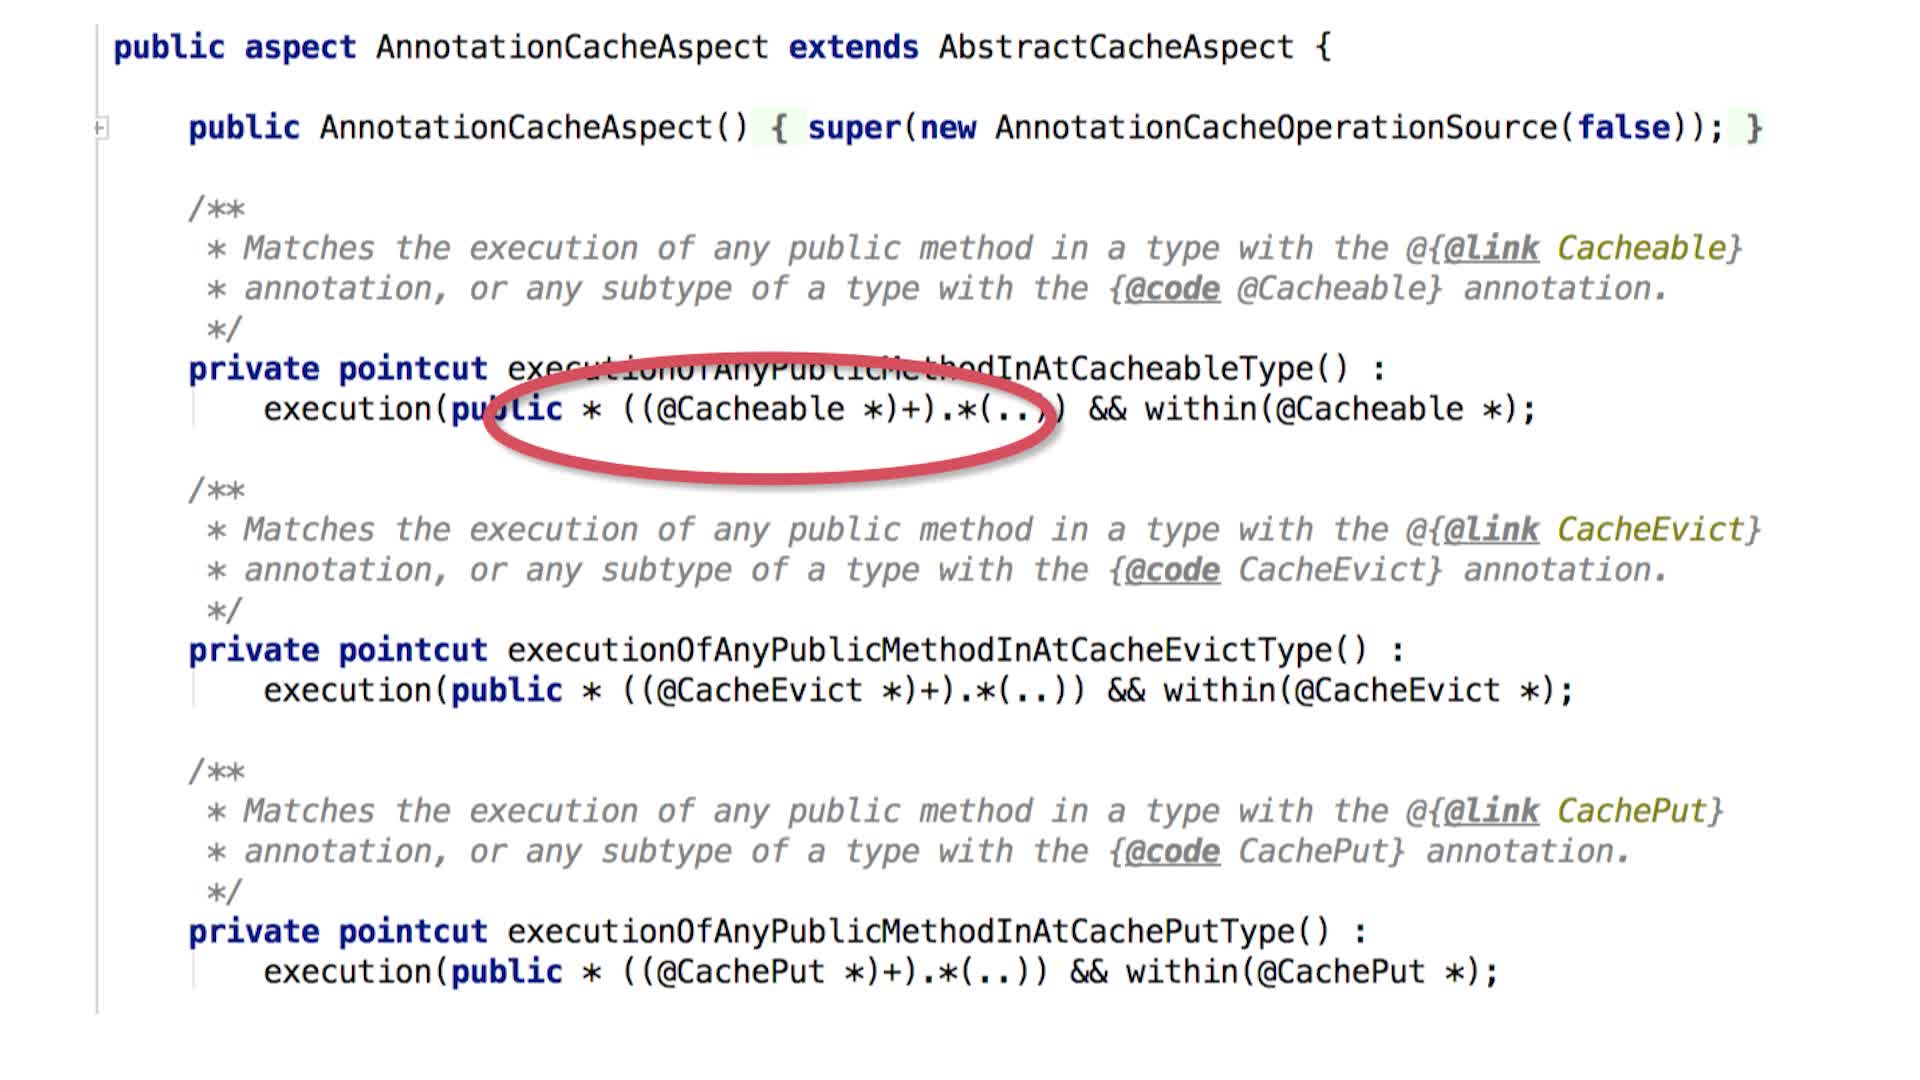 public aspect AnnotationCacheAspect extends AbstractCacheAspect {
public AnnotationCacheAspect() { super(new AnnotationCacheOperationSource(false)); }
/**
* Matches the execution of any public method in a type with the @{@link Cacheable}
* annotation, or any subtype of a type with the {@code @Cacheable} annotation.
*/
private pointcut executionOfAnyPublicMethodInAtCacheableType() :
execution(public * ((@Cacheable *)+).*(..)) && within(@Cacheable *);
/**
* Matches the execution of any public method in a type with the @{@link CacheEvict}
* annotation, or any subtype of a type with the {@code CacheEvict} annotation.
*/
private pointcut executionOfAnyPublicMethodInAtCacheEvictType() :
execution(public * ((@CacheEvict *)+).*(..)) && within(@CacheEvict *);
/**
* Matches the execution of any public method in a type with the @{@link CachePut}
* annotation, or any subtype of a type with the {@code CachePut} annotation.
*/
private pointcut executionOfAnyPublicMethodInAtCachePutType() :
execution(public * ((@CachePut *)+).*(..)) && within(@CachePut *);